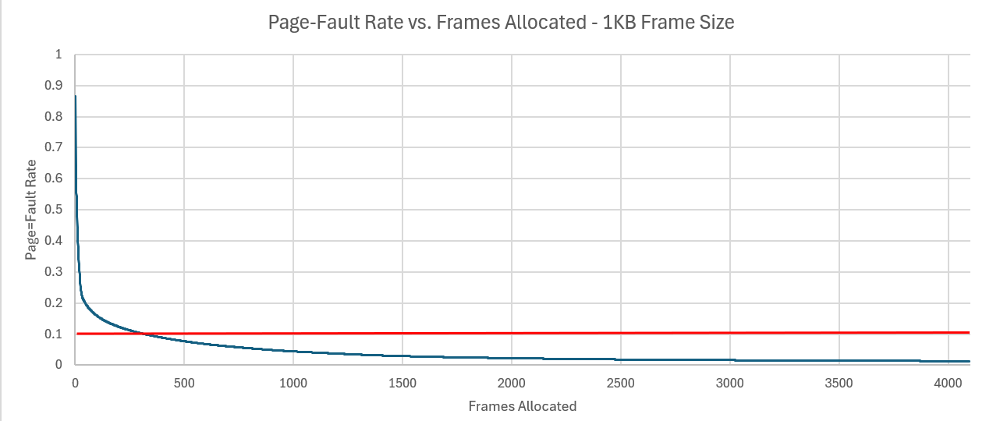 Page-Fault Rate vs. Frames Allocated - 1KB Frame Size
1
0.9
0.8
0.7
0.6
0.5
0.4
0.3
0.2
0.1
0
Page=Fault Rate
0 500 1000 1500 2000 2500 3000 3500 4000
Frames Allocated